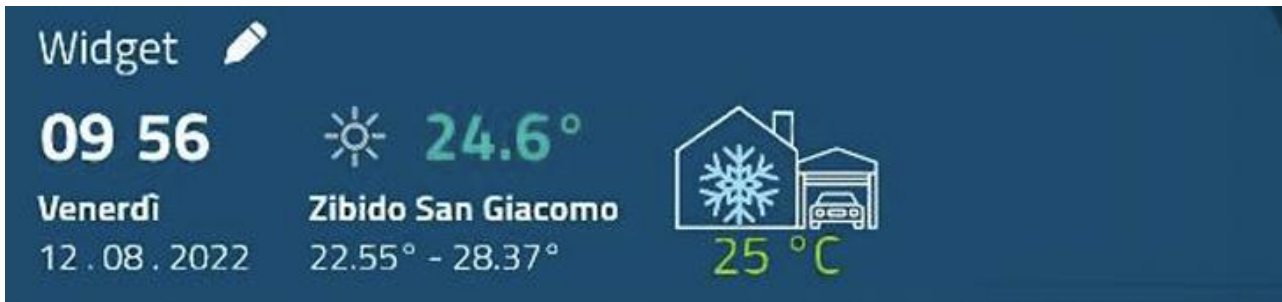 Widget
09 56
Venerdì
12.08.2022
24.6°
Zibido San Giacomo
22.55° - 28.37°
25 °C